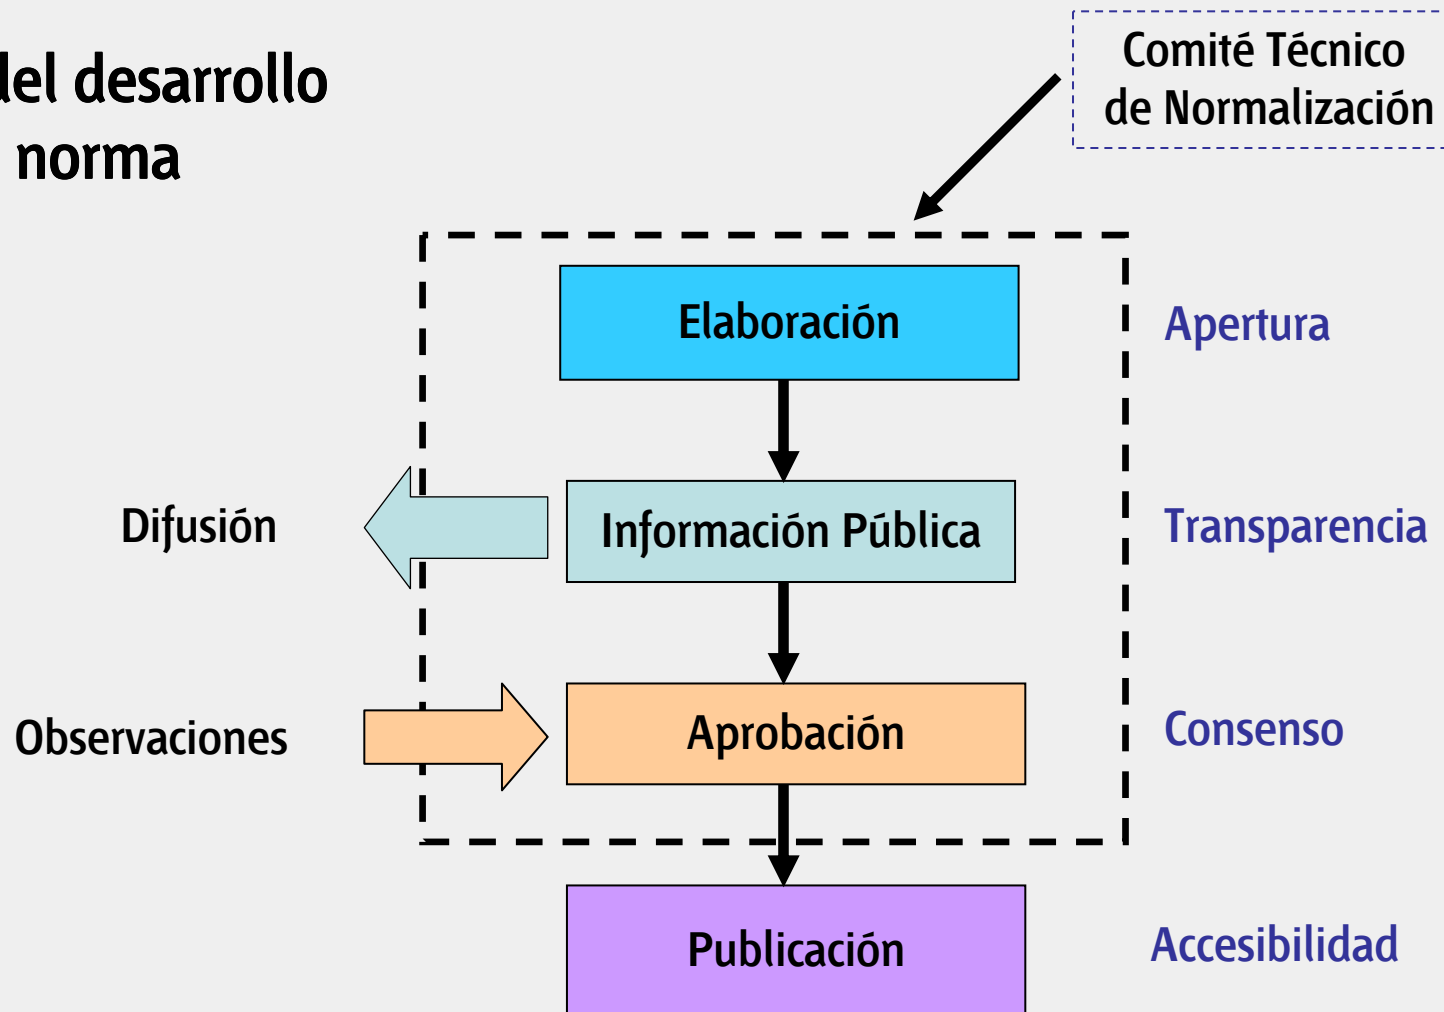 del desarrollo
norma
Comité Técnico
de Normalización
Elaboración
Apertura
Difusión
Información Pública
Transparencia
Observaciones
Aprobación
Consenso
Publicación
Accesibilidad